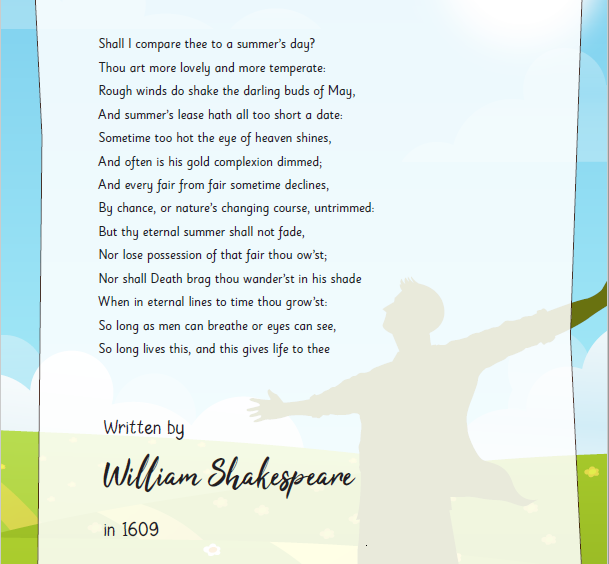 Shall I compare thee to a summer's day?
Thou art more lovely and more temperate:
Rough winds do shake the darling buds of May,
And summer's lease hath all too short a date:
Sometime too hot the eye of heaven shines,
And often is his gold complexion dimmed;
And every fair from fair sometime declines,
By chance, or nature's changing course, untrimmed:
But thy eternal summer shall not fade,
Nor lose possession of that fair thou ow'st;
Nor shall Death brag thou wander'st in his shade
When in eternal lines to time thou grow'st:
So long as men can breathe or eyes can see,
So long lives this, and this gives life to thee
Written by
William Shakespeare
in 1609